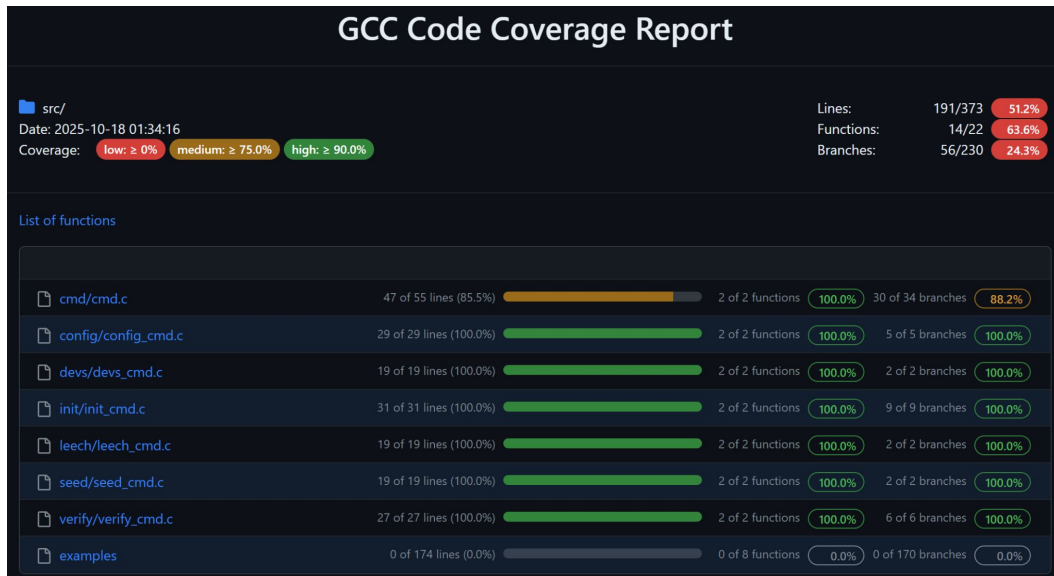 GCC Code Coverage Report
src/
Date: 2025-10-18 01:34:16
Coverage: low: ≥ 0% medium: ≥ 75.0% high: ≥ 90.0%
Lines: 191/373 51.2%
Functions: 14/22 63.6%
Branches: 56/230 24.3%
List of functions
cmd/cmd.c 47 of 55 lines (85.5%) 2 of 2 functions 100.0% 30 of 34 branches 88.2%
config/config_cmd.c 29 of 29 lines (100.0%) 2 of 2 functions 100.0% 5 of 5 branches 100.0%
devs/devs_cmd.c 19 of 19 lines (100.0%) 2 of 2 functions 100.0% 2 of 2 branches 100.0%
init/init_cmd.c 31 of 31 lines (100.0%) 2 of 2 functions 100.0% 9 of 9 branches 100.0%
leech/leech_cmd.c 19 of 19 lines (100.0%) 2 of 2 functions 100.0% 2 of 2 branches 100.0%
seed/seed_cmd.c 19 of 19 lines (100.0%) 2 of 2 functions 100.0% 2 of 2 branches 100.0%
verify/verify_cmd.c 27 of 27 lines (100.0%) 2 of 2 functions 100.0% 6 of 6 branches 100.0%
examples 0 of 174 lines (0.0%) 0 of 8 functions 0.0% 0 of 170 branches 0.0%